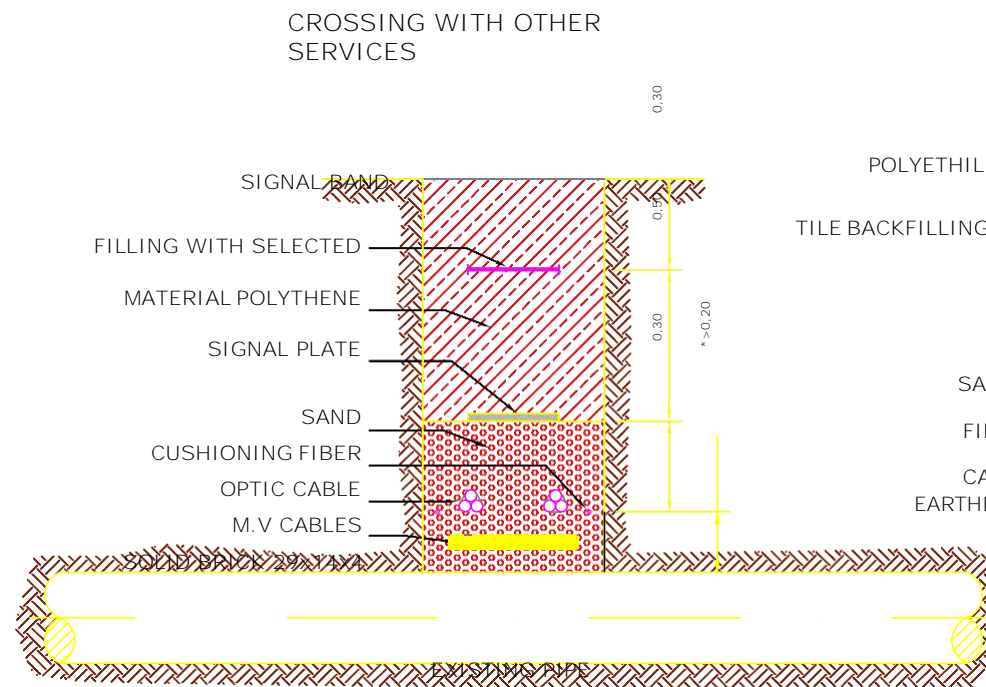 CROSSING WITH OTHER
SERVICES
0,30
SIGNAL BAND
0,50
FILLING WITH SELECTED
MATERIAL POLYTHENE
SIGNAL PLATE
0,30
* >0,20
SAND
CUSHIONING FIBER
OPTIC CABLE
M.V CABLES
SOLID BRICK 29x14x4
EXISTING PIPE
POLYETHIL
TILE BACKFILLING
SA
FI
CA
EARTH